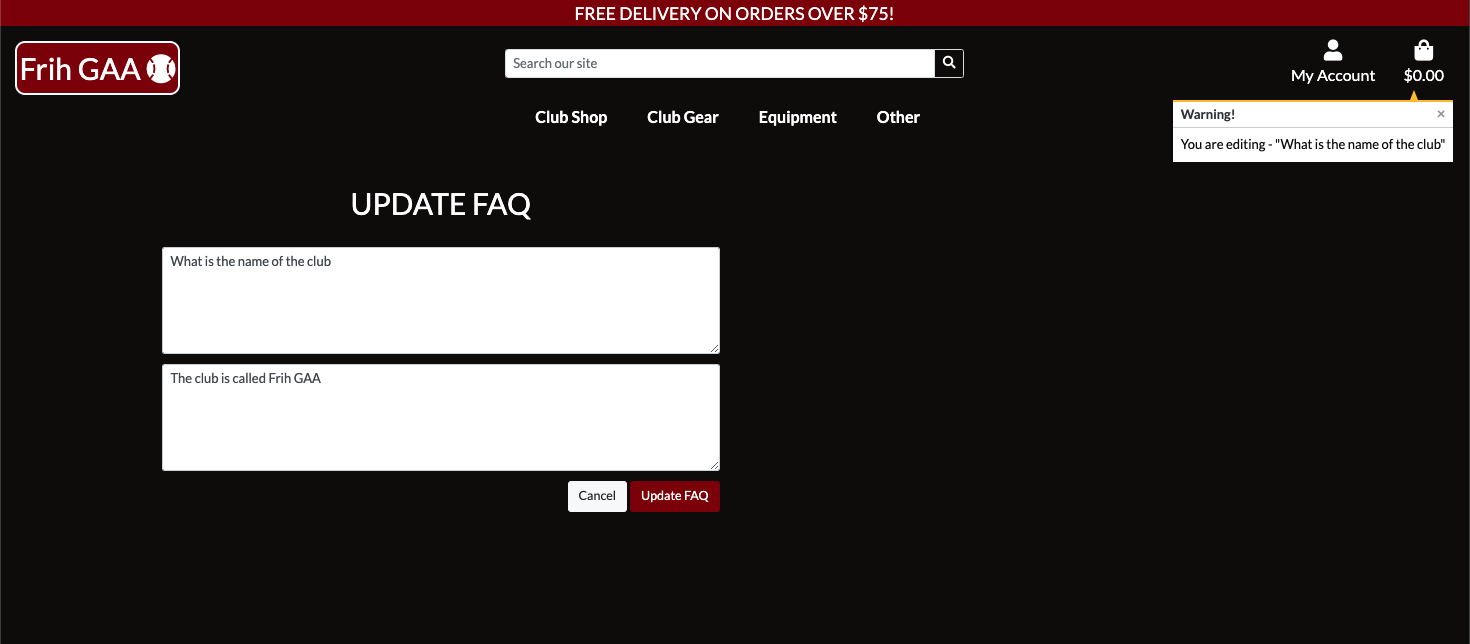 FREE DELIVERY ON ORDERS OVER $75!
Frih GAA
Search our site
My Account
$0.00
Club Shop
Club Gear
Equipment
Other
Warning!
×
You are editing - "What is the name of the club"
UPDATE FAQ
What is the name of the club
The club is called Frih GAA
Cancel
Update FAQ